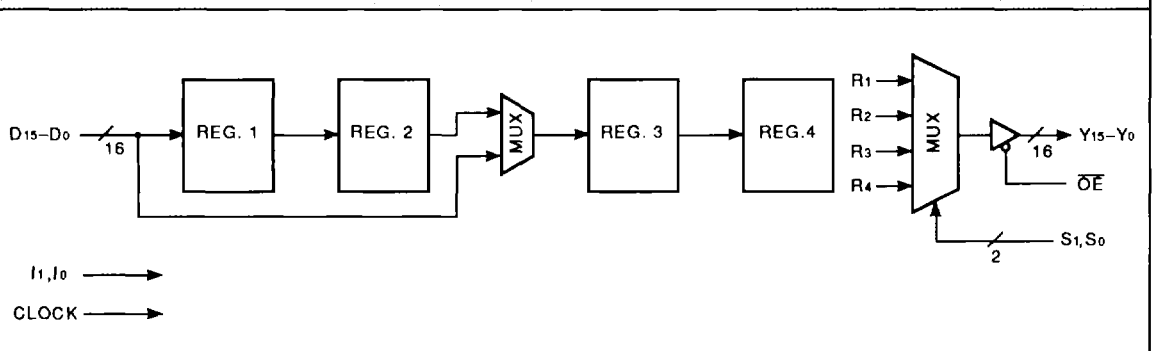 D15–D0
16
REG. 1
REG. 2
MUX
REG. 3
REG.4
R1
R2
R3
R4
MUX
16
Y15–Y0
OE
S1,S0
2
I1,I0
CLOCK